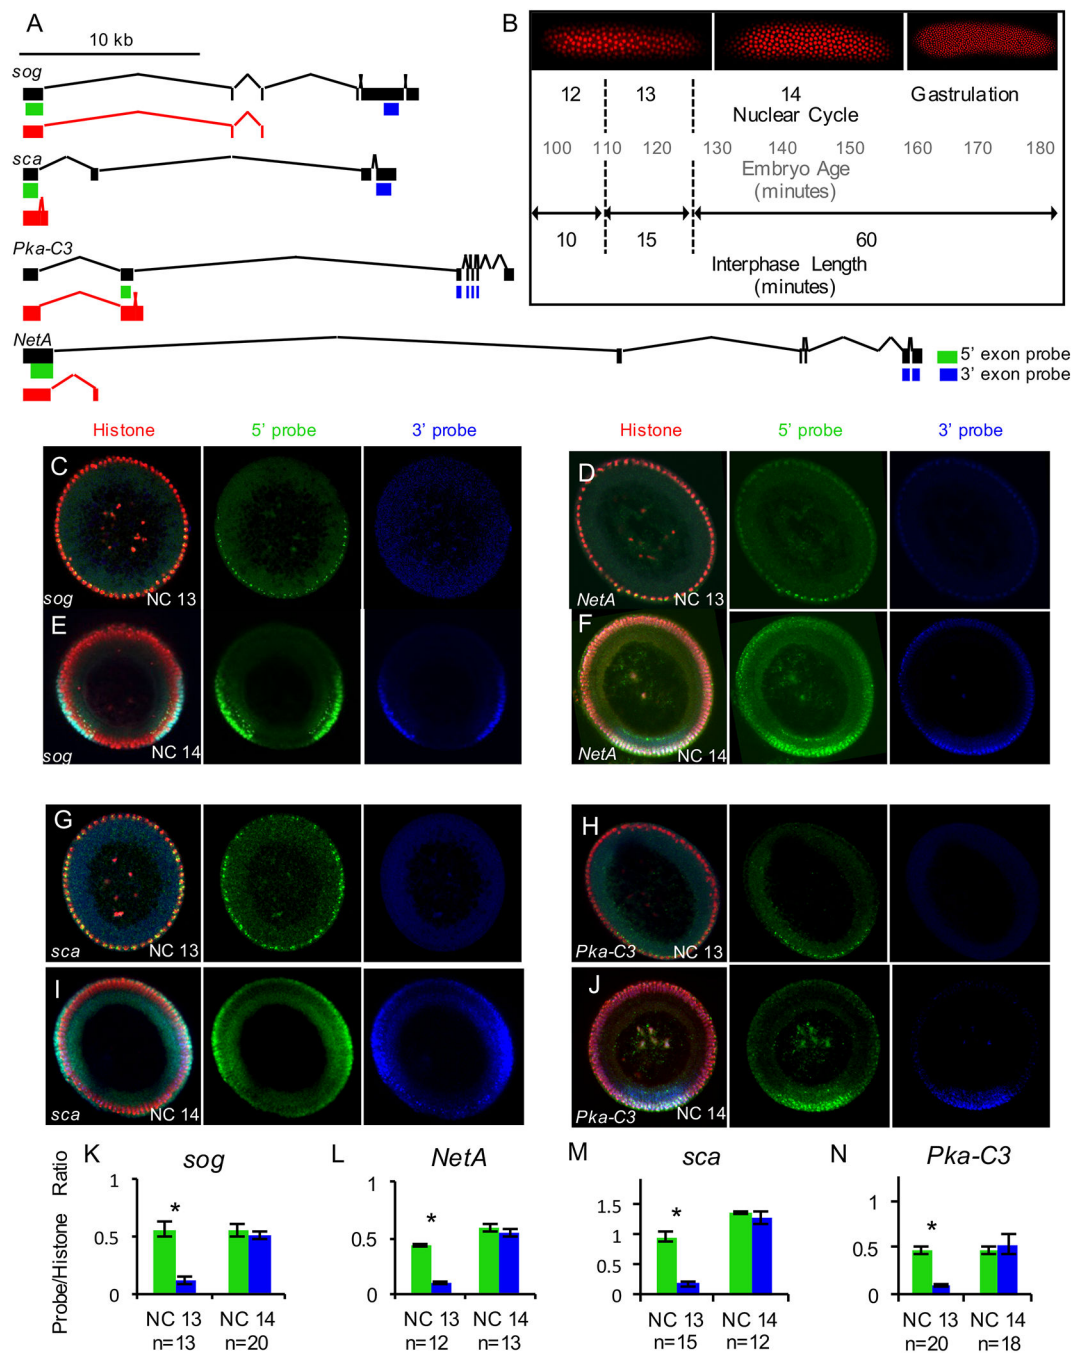 A
10 kb
sog
sca
Pka-C3
NetA
5' exon probe
3' exon probe
B
12 13 14 Gastrulation
Nuclear Cycle
100 110 120 130 140 150 160 170 180
Embryo Age
(minutes)
10 15 60
Interphase Length
(minutes)
Histone 5' probe 3' probe
Histone 5' probe 3' probe
C
sog NC 13
D
NetA NC 13
E
sog NC 14
F
NetA NC 14
G
sca NC 13
H
Pka-C3 NC 13
I
sca NC 14
J
Pka-C3 NC 14
Probe/Histone Ratio
K sog
1
0.5
0
*
NC 13 NC 14
n=13 n=20
L NetA
1
0.5
0
*
NC 13 NC 14
n=12 n=13
M sca
1.5
1
0.5
0
*
NC 13 NC 14
n=15 n=12
N Pka-C3
1
0.5
0
*
NC 13 NC 14
n=20 n=18